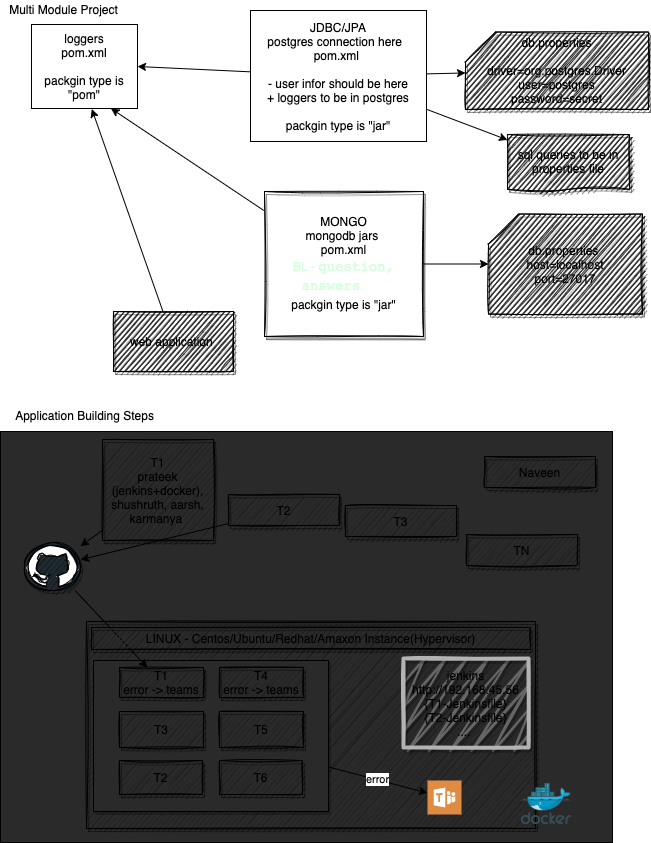 Multi Module Project
loggers
pom.xml
packgin type is
"pom"
JDBC/JPA
postgres connection here
pom.xml
- user infor should be here
+ loggers to be in postgres
packgin type is "jar"
db.properties
driver=org.postgres.Driver
user=postgres
password=secret
sql queries to be in
properties file
MONGO
mongodb jars
pom.xml
BL-question,
answers
packgin type is "jar"
db.properties
host=localhost
port=27017
web application
Application Building Steps
T1
prateek
(jenkins+docker),
shushruth, aarsh,
karmanya
T2
T3
Naveen
TN
LINUX - Centos/Ubuntu/Redhat/Amaxon Instance(Hypervisor)
T1
error -> teams
T4
error -> teams
T3
T5
T2
T6
jenkins
http://192.168.45.56
(T1-Jenkinsfile)
(T2-Jenkinsfile)
...
error
T
docker